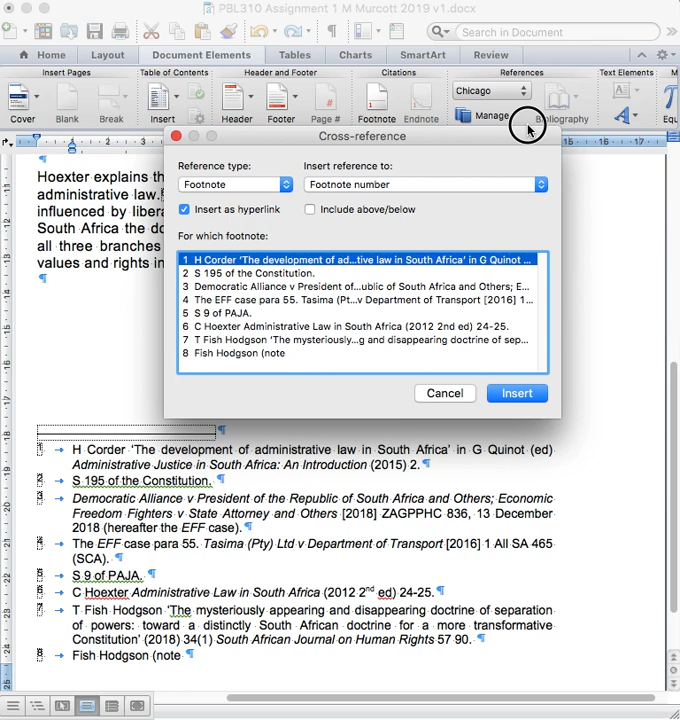 PBL310 Assignment 1 M Murcott 2019 v1.docx
Search in Document
Home Layout Document Elements Tables Charts SmartArt Review
Insert Pages Table of Contents Header and Footer Citations References Text Elements M
Chicago
Manage
Cover Blank Break Insert Header Footer Page # Footnote Endnote Bibliography Equ
Cross-reference
Reference type: Insert reference to:
Footnote Footnote number
Insert as hyperlink Include above/below
For which footnote:
1 H Corder 'The development of ad...tive law in South Africa' in G Quinot ...
2 S 195 of the Constitution.
3 Democratic Alliance v President of...ublic of South Africa and Others; E...
4 The EFF case para 55. Tasima (Pt...v Department of Transport [2016] 1...
5 S 9 of PAJA.
6 C Hoexter Administrative Law in South Africa (2012 2nd ed) 24-25.
7 T Fish Hodgson 'The mysteriously...g and disappearing doctrine of sep...
8 Fish Hodgson (note
Cancel Insert
Hoexter explains th
administrative law.
influenced by libera
South Africa the do
all three branches
values and rights in
1 H Corder 'The development of administrative law in South Africa' in G Quinot (ed)
Administrative Justice in South Africa: An Introduction (2015) 2.
2 S 195 of the Constitution.
3 Democratic Alliance v President of the Republic of South Africa and Others; Economic
Freedom Fighters v State Attorney and Others [2018] ZAGPPHC 836, 13 December
2018 (hereafter the EFF case).
4 The EFF case para 55. Tasima (Pty) Ltd v Department of Transport [2016] 1 All SA 465
(SCA).
5 S 9 of PAJA.
6 C Hoexter Administrative Law in South Africa (2012 2nd ed) 24-25.
7 T Fish Hodgson 'The mysteriously appearing and disappearing doctrine of separation
of powers: toward a distinctly South African doctrine for a more transformative
Constitution' (2018) 34(1) South African Journal on Human Rights 57 90.
8 Fish Hodgson (note